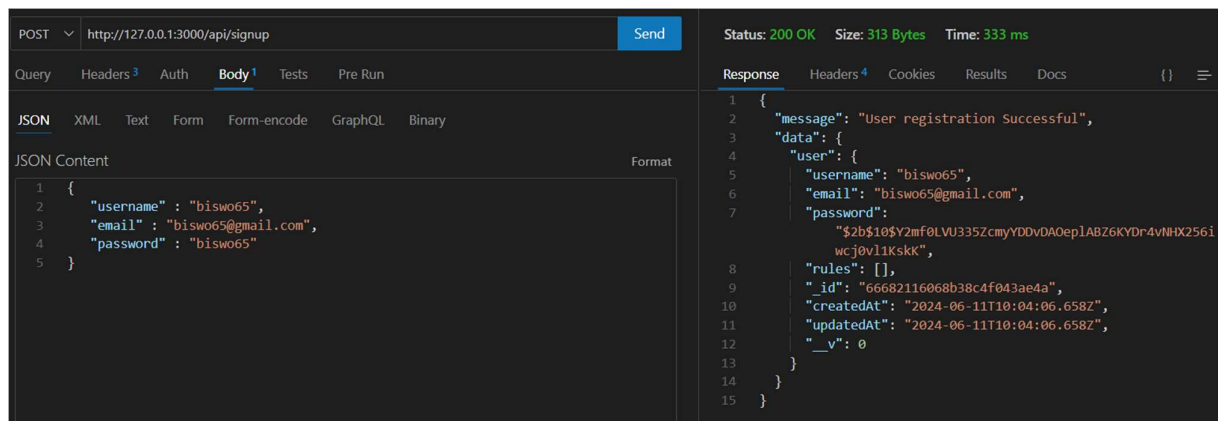 POST http://127.0.0.1:3000/api/signup Send
Query Headers 3 Auth Body 1 Tests Pre Run
JSON XML Text Form Form-encode GraphQL Binary
JSON Content Format
1 {
2 "username" : "biswo65",
3 "email" : "biswo65@gmail.com",
4 "password" : "biswo65"
5 }
Status: 200 OK Size: 313 Bytes Time: 333 ms
Response Headers 4 Cookies Results Docs {}
1 {
2 "message": "User registration Successful",
3 "data": {
4 "user": {
5 "username": "biswo65",
6 "email": "biswo65@gmail.com",
7 "password":
"$2b$10$Y2mf0LVU335ZcmyYDDvDAOeplABZ6KYDr4vNHX256i
wcj0vl1KskK",
8 "rules": [],
9 "_id": "66682116068b38c4f043ae4a",
10 "createdAt": "2024-06-11T10:04:06.658Z",
11 "updatedAt": "2024-06-11T10:04:06.658Z",
12 "__v": 0
13 }
14 }
15 }